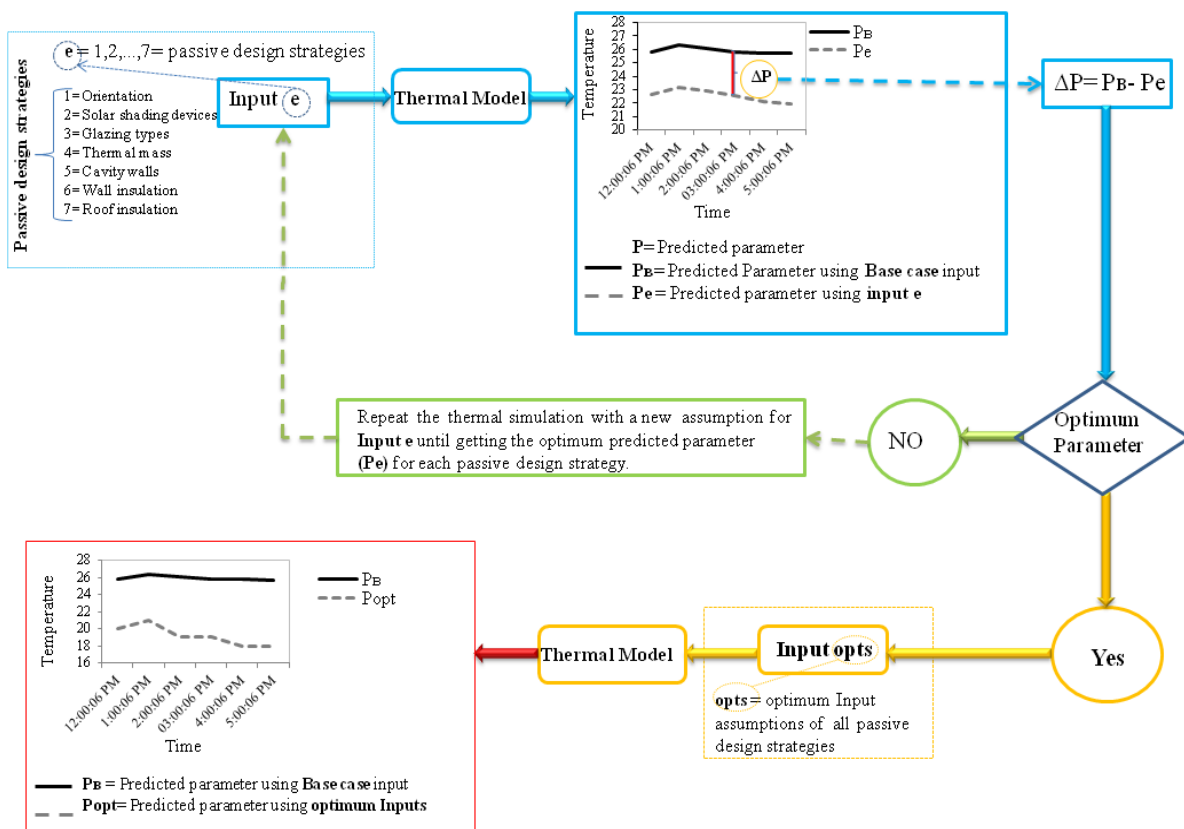 Passive design strategies
e = 1,2,...,7= passive design strategies
1= Orientation
2= Solar shading devices
3= Glazing types
4= Thermal mass
5= Cavity walls
6= Wall insulation
7= Roof insulation
Input e
Thermal Model
Temperature
28
27
26
25
24
23
22
21
20
PB
Pe
ΔP
12:00:06 PM
1:00:06 PM
2:00:06 PM
03:00:06 PM
4:00:06 PM
5:00:06 PM
Time
P= Predicted parameter
PB= Predicted Parameter using Base case input
Pe = Predicted parameter using input e
ΔP= PB- Pe
Optimum
Parameter
NO
Repeat the thermal simulation with a new assumption for
Input e until getting the optimum predicted parameter
(Pe) for each passive design strategy.
Yes
Input opts
opts= optimum Input
assumptions of all passive
design strategies
Thermal Model
Temperature
28
26
24
22
20
18
16
PB
Popt
12:00:06 PM
1:00:06 PM
2:00:06 PM
03:00:06 PM
4:00:06 PM
5:00:06 PM
Time
PB = Predicted parameter using Base case input
Popt= Predicted parameter using optimum Inputs